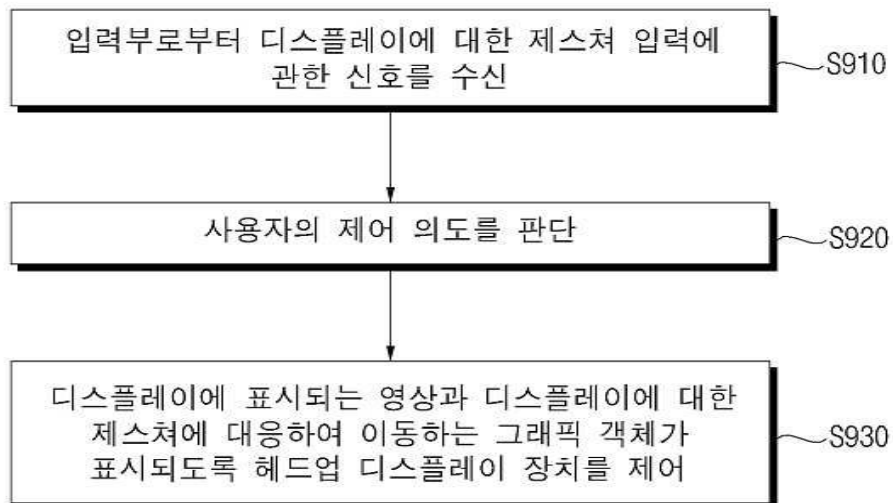 입력부로부터 디스플레이에 대한 제스쳐 입력에
관한 신호를 수신
S910
사용자의 제어 의도를 판단
S920
디스플레이에 표시되는 영상과 디스플레이에 대한
제스쳐에 대응하여 이동하는 그래픽 객체가
표시되도록 헤드업 디스플레이 장치를 제어
S930